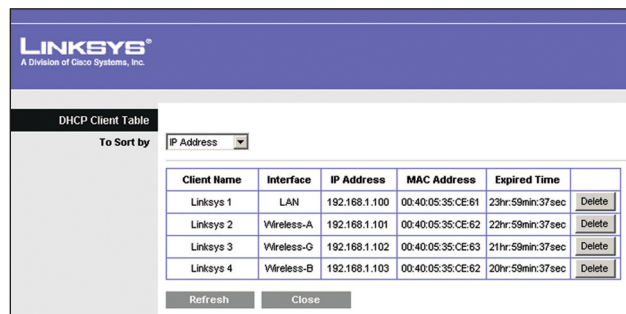 LINKSYS®
A Division of Cisco Systems, Inc.
DHCP Client Table
To Sort by IP Address
Client Name Interface IP Address MAC Address Expired Time
Linksys 1 LAN 192.168.1.100 00:40:05:35:CE:61 23hr:59min:37sec Delete
Linksys 2 Wireless-A 192.168.1.101 00:40:05:35:CE:62 22hr:59min:37sec Delete
Linksys 3 Wireless-G 192.168.1.102 00:40:05:35:CE:63 21hr:59min:37sec Delete
Linksys 4 Wireless-B 192.168.1.103 00:40:05:35:CE:62 20hr:59min:37sec Delete
Refresh Close